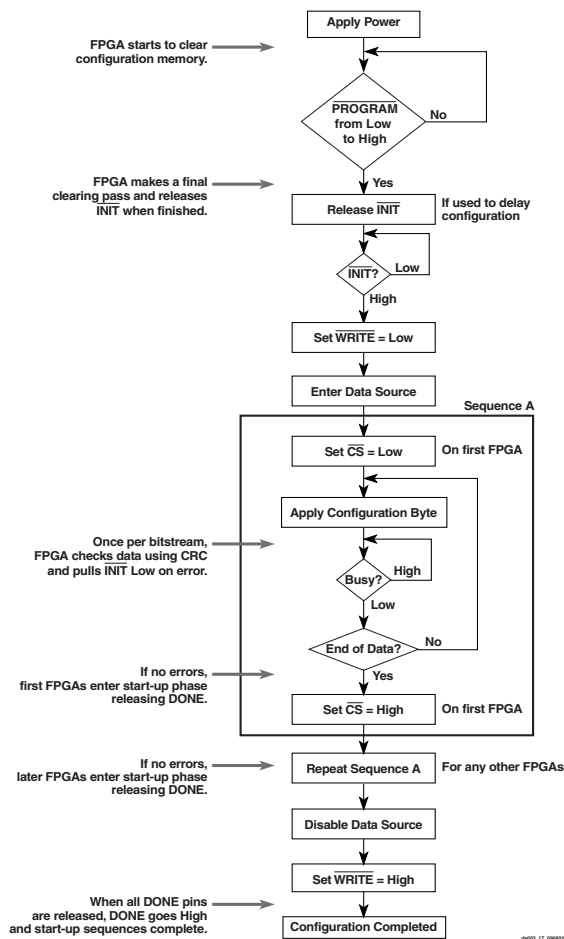 Apply Power
FPGA starts to clear
configuration memory.
PROGRAM
from Low
to High
No
Yes
FPGA makes a final
clearing pass and releases
INIT when finished.
Release INIT
If used to delay
configuration
INIT?
Low
High
Set WRITE = Low
Enter Data Source
Sequence A
Set CS = Low
On first FPGA
Apply Configuration Byte
Once per bitstream,
FPGA checks data using CRC
and pulls INIT Low on error.
Busy?
High
Low
End of Data?
No
Yes
If no errors,
first FPGAs enter start-up phase
releasing DONE.
Set CS = High
On first FPGA
If no errors,
later FPGAs enter start-up phase
releasing DONE.
Repeat Sequence A
For any other FPGAs
Disable Data Source
Set WRITE = High
When all DONE pins
are released, DONE goes High
and start-up sequences complete.
Configuration Completed